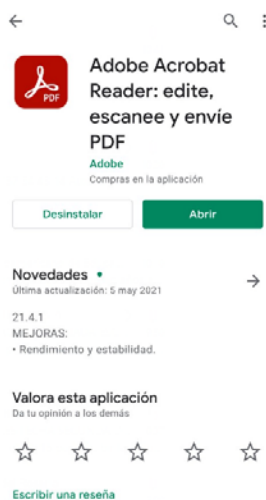 PDF
Adobe Acrobat
Reader: edite,
escanee y envíe
PDF
Adobe
Compras en la aplicación
Desinstalar
Abrir
Novedades •
Última actualización: 5 may 2021
21.4.1
MEJORAS:
• Rendimiento y estabilidad.
Valora esta aplicación
Da tu opinión a los demás
Escribir una reseña